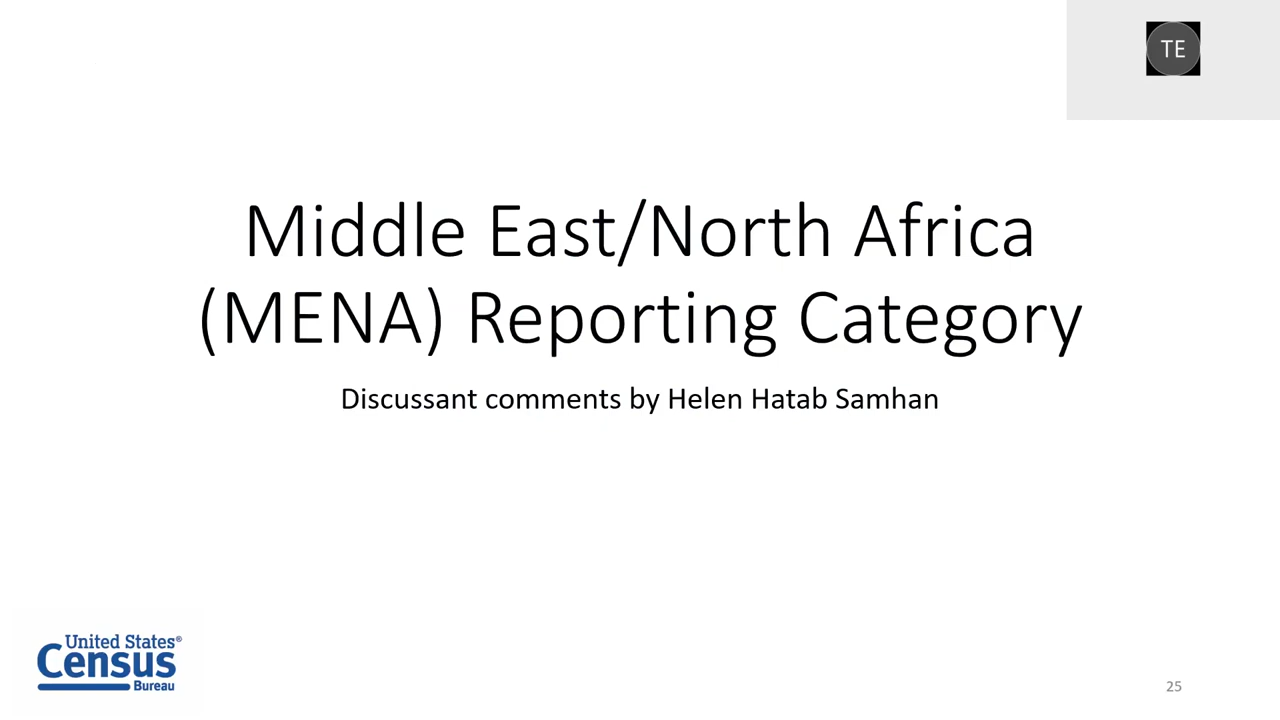 TE
Middle East/North Africa
(MENA) Reporting Category
Discussant comments by Helen Hatab Samhan
United States®
Census
Bureau
25